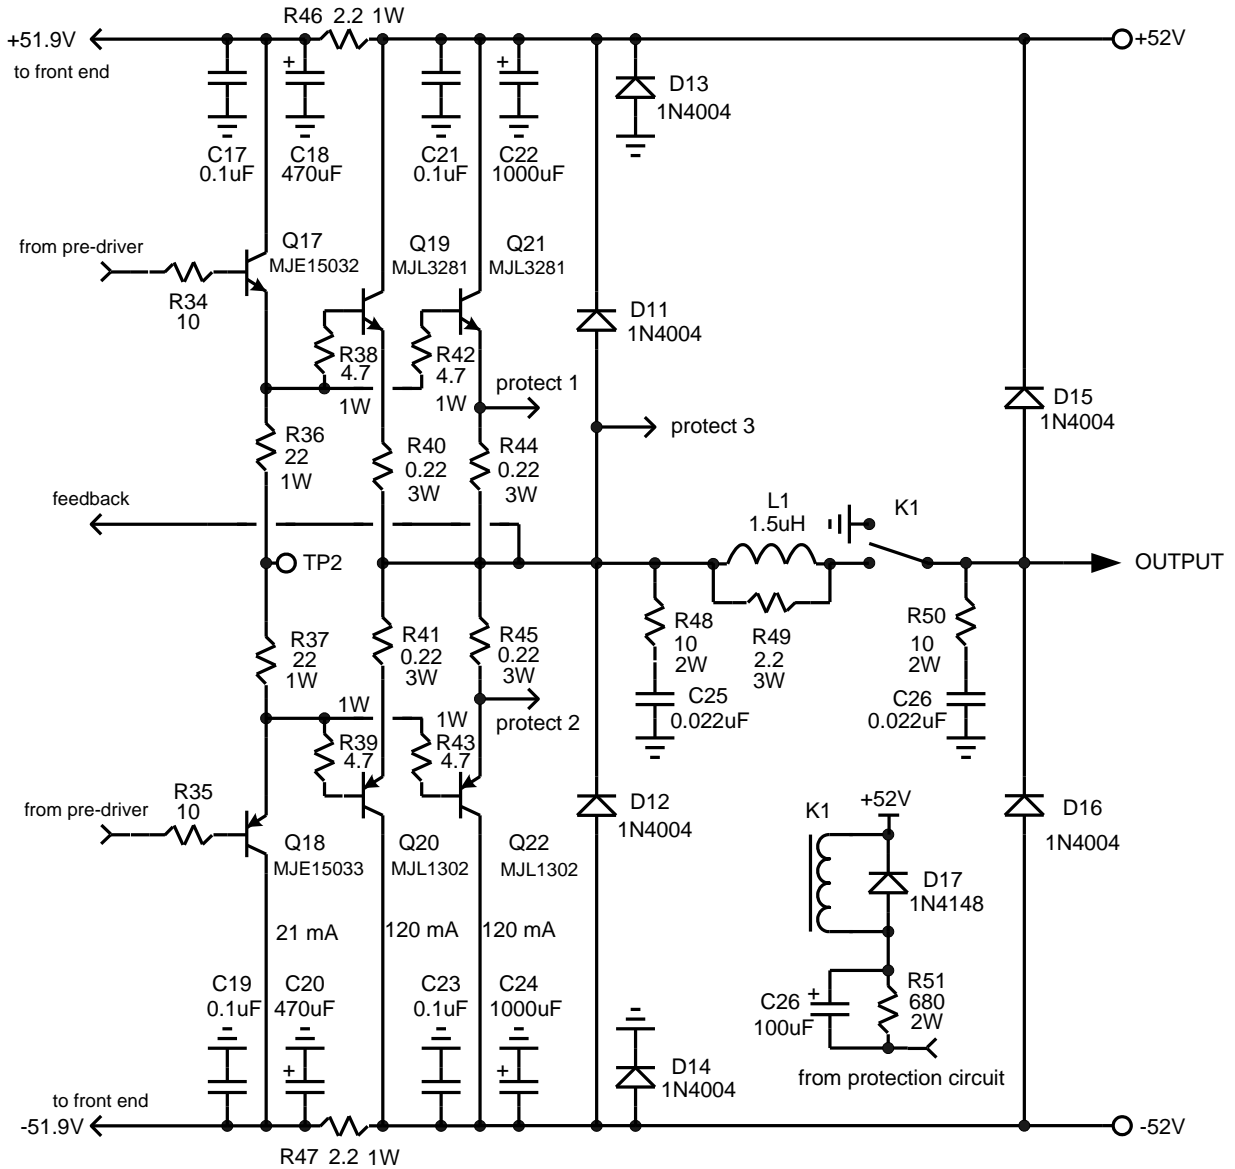 R46 2.2 1W
+51.9V
+52V
to front end
D13
1N4004
C17
0.1uF
+
C18
470uF
C21
0.1uF
+
C22
1000uF
from pre-driver
Q17
MJE15032
Q19
MJL3281
Q21
MJL3281
R34
10
D11
1N4004
R38
4.7
1W
R42
4.7
1W
protect 1
D15
1N4004
protect 3
R36
22
1W
R40
0.22
3W
R44
0.22
3W
feedback
L1
1.5uH
K1
TP2
OUTPUT
R37
22
1W
R41
0.22
3W
R45
0.22
3W
R48
10
2W
R49
2.2
3W
R50
10
2W
C25
0.022uF
C26
0.022uF
1W
R39
4.7
1W
R43
4.7
protect 2
from pre-driver
R35
10
D12
1N4004
K1
+52V
D16
1N4004
Q18
MJE15033
Q20
MJL1302
Q22
MJL1302
D17
1N4148
21 mA
120 mA
120 mA
C19
0.1uF
C20
470uF
+
C23
0.1uF
C24
1000uF
+
C26
100uF
+
R51
680
2W
D14
1N4004
from protection circuit
to front end
-51.9V
-52V
R47 2.2 1W